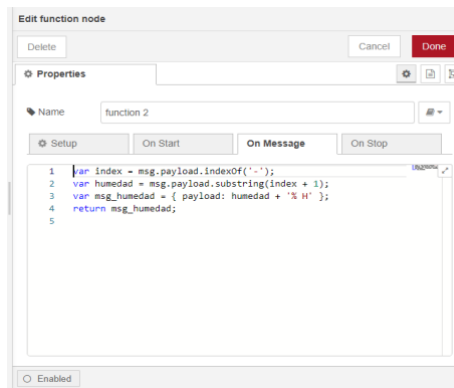 Edit function node
Delete
Cancel
Done
Properties
Name
function 2
Setup
On Start
On Message
On Stop
1 var index = msg.payload.indexOf('-');
2 var humedad = msg.payload.substring(index + 1);
3 var msg_humedad = { payload: humedad + '% H' };
4 return msg_humedad;
5
Enabled